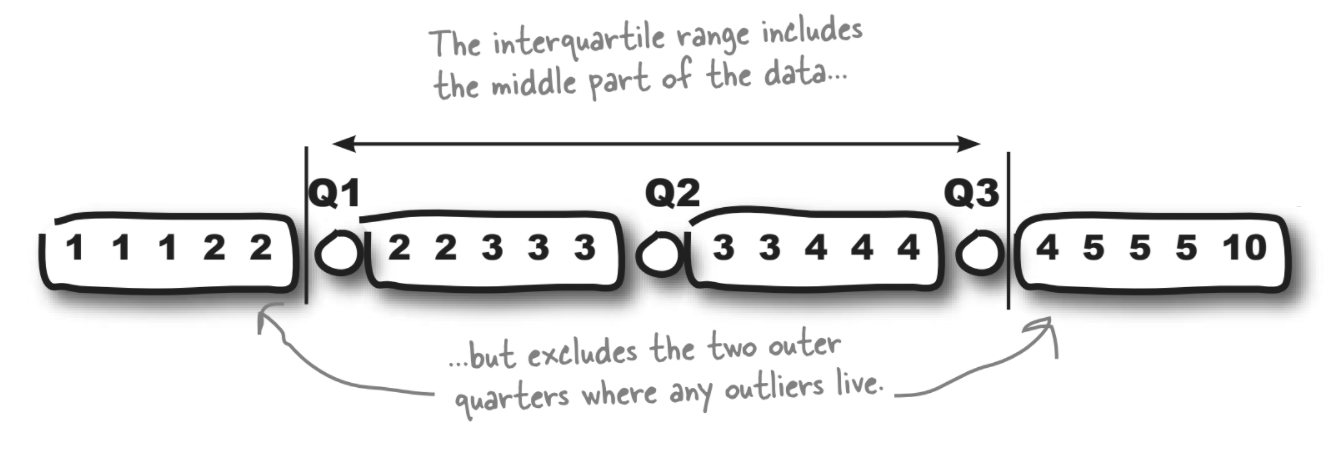 The interquartile range includes
the middle part of the data...
Q1 Q2 Q3
1 1 1 2 2 2 2 3 3 3 3 3 4 4 4 4 5 5 5 10
...but excludes the two outer
quarters where any outliers live.